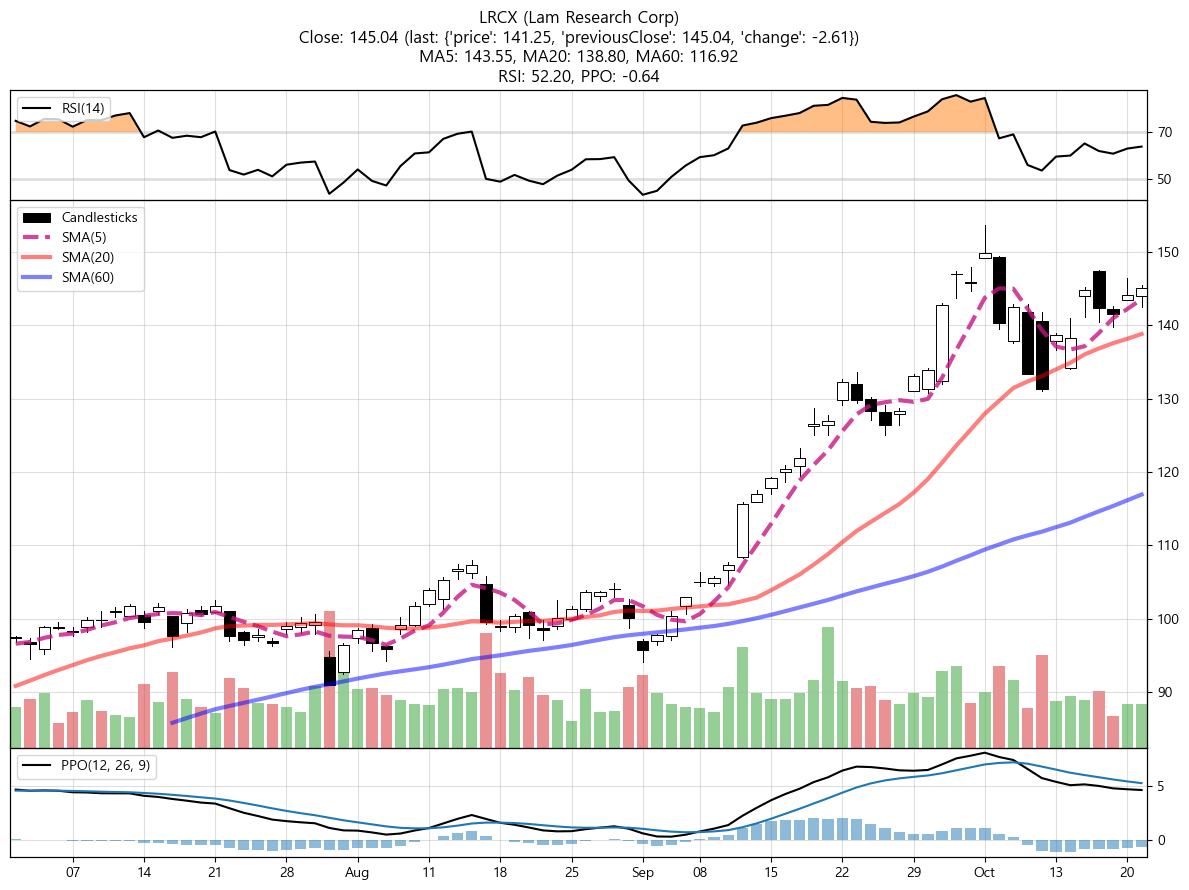 LRCX (Lam Research Corp)
Close: 145.04 (last: {'price': 141.25, 'previousClose': 145.04, 'change': -2.61})
MA5: 143.55, MA20: 138.80, MA60: 116.92
RSI: 52.20, PPO: -0.64
RSI(14)
70
50
Candlesticks
SMA(5)
SMA(20)
SMA(60)
150
140
130
120
110
100
90
PPO(12, 26, 9)
5
0
07 14 21 28 Aug 11 18 25 Sep 08 15 22 29 Oct 13 20